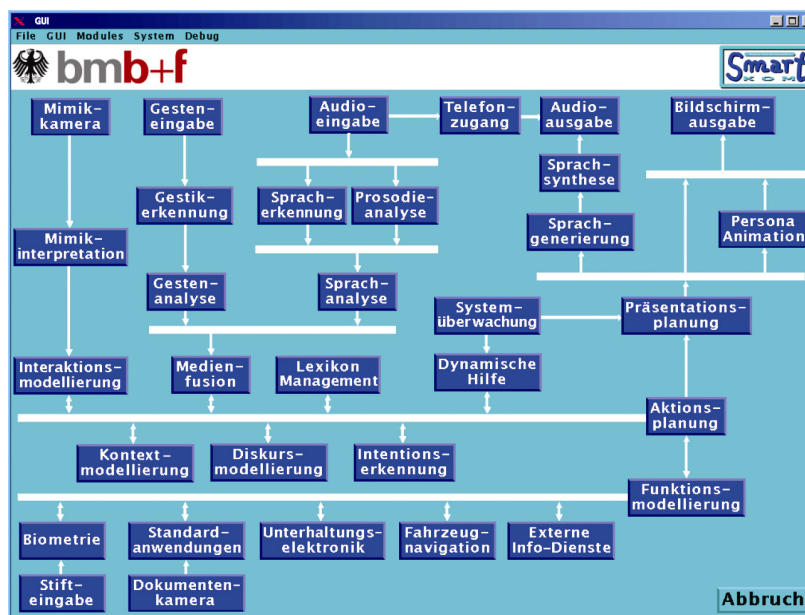 GUI
File GUI Modules System Debug
bmb+f
Smart
KOM
Mimik-
kamera
Gesten-
eingabe
Audio-
eingabe
Telefon-
zugang
Audio-
ausgabe
Bildschirm-
ausgabe
Sprach-
synthese
Gestik-
erkennung
Sprach-
erkennung
Prosodie-
analyse
Sprach-
generierung
Persona
Animation
Mimik-
interpretation
Gesten-
analyse
Sprach-
analyse
System-
überwachung
Präsentations-
planung
Interaktions-
modellierung
Medien-
fusion
Lexikon
Management
Dynamische
Hilfe
Aktions-
planung
Kontext-
modellierung
Diskurs-
modellierung
Intentions-
erkennung
Funktions-
modellierung
Biometrie
Standard-
anwendungen
Unterhaltungs-
elektronik
Fahrzeug-
navigation
Externe
Info-Dienste
Stift-
eingabe
Dokumenten-
kamera
Abbruch